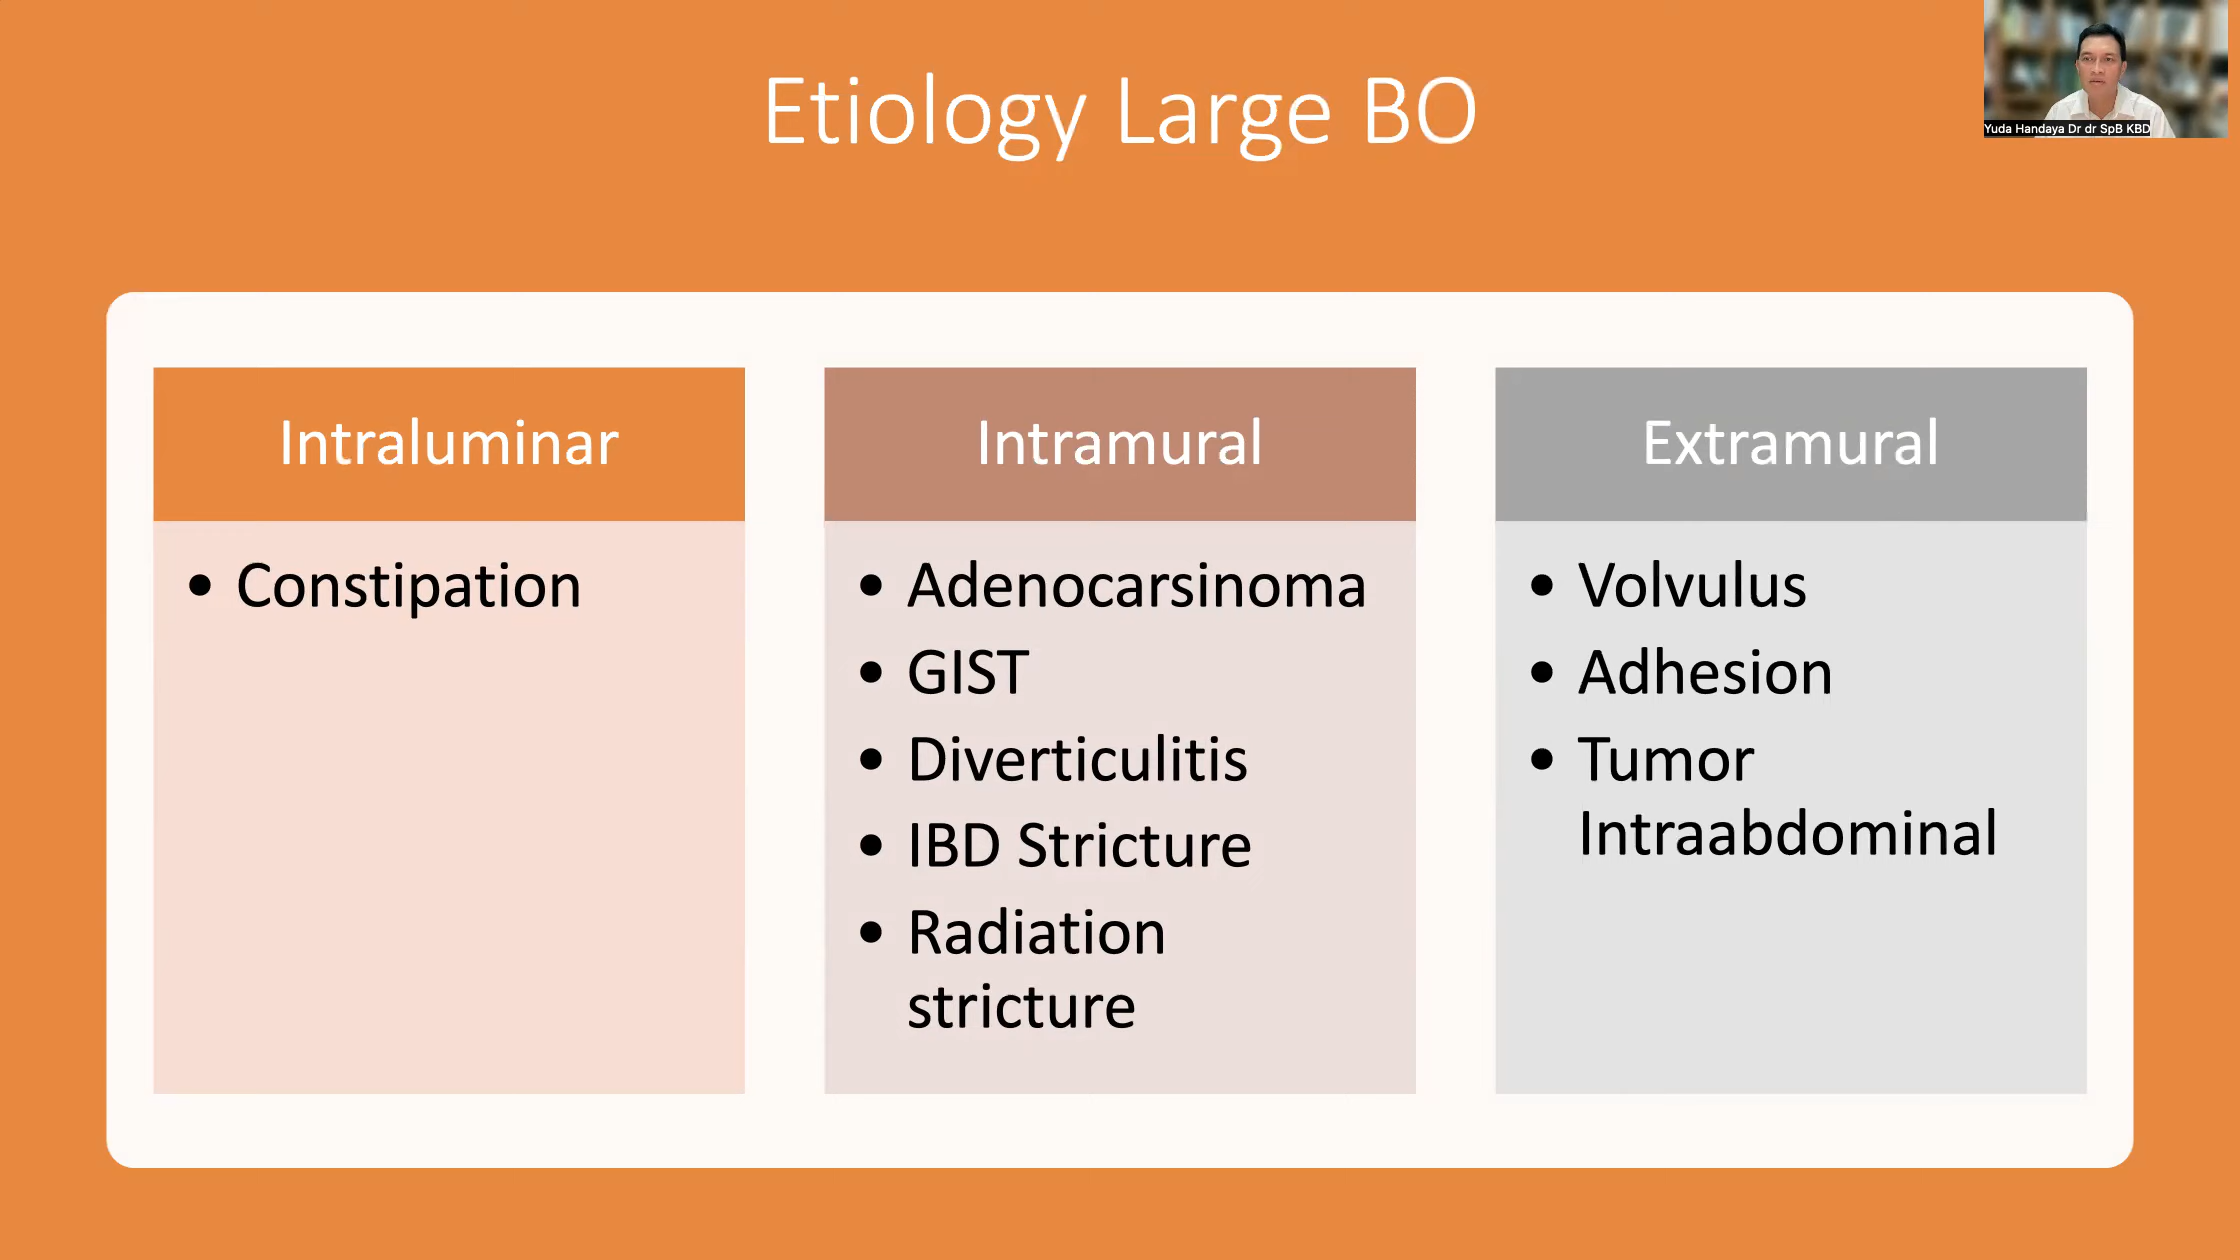 Etiology Large BO
Yuda Handaya Dr dr SpB KBD
Intraluminar
• Constipation
Intramural
• Adenocarsinoma
• GIST
• Diverticulitis
• IBD Stricture
• Radiation
stricture
Extramural
• Volvulus
• Adhesion
• Tumor
Intraabdominal